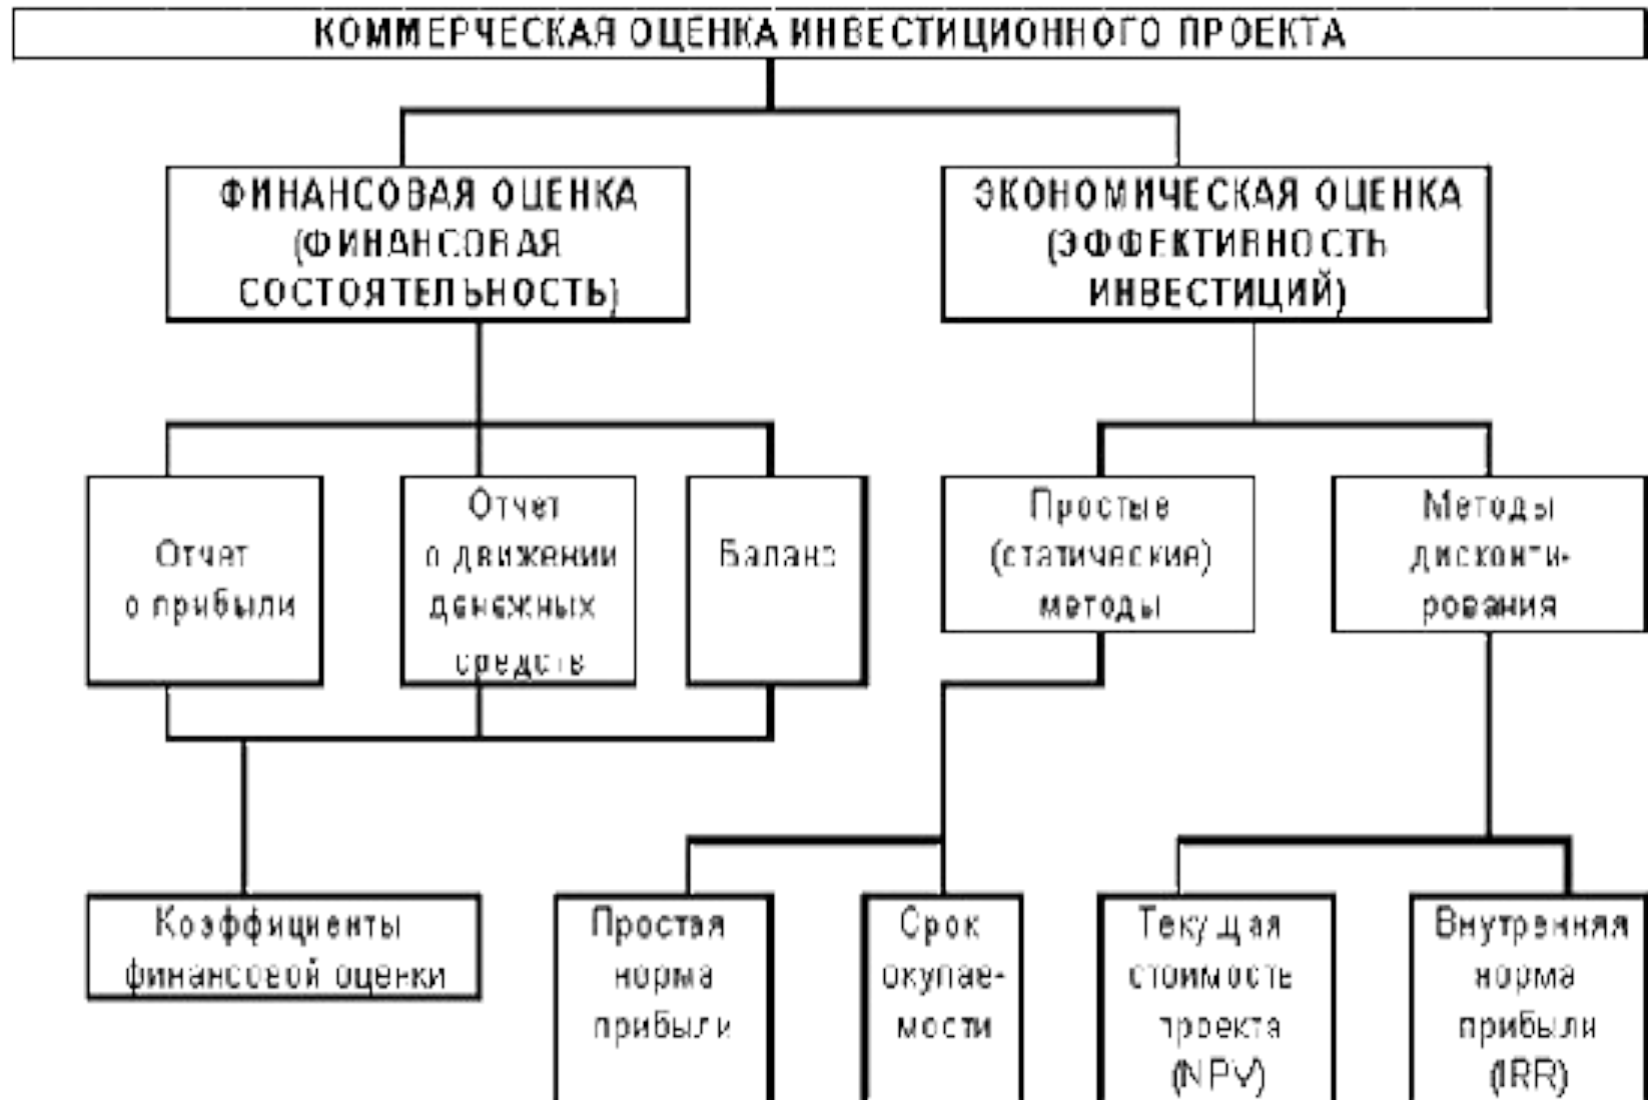 КОММЕРЧЕСКАЯ ОЦЕНКА ИНВЕСТИЦИОННОГО ПРОЕКТА
ФИНАНСОВАЯ ОЦЕНКА
(ФИНАНСОВАЯ
СОСТОЯТЕЛЬНОСТЬ)
ЭКОНОМИЧЕСКАЯ ОЦЕНКА
(ЭФФЕКТИВНОСТЬ
ИНВЕСТИЦИЙ)
Отчет
о прибыли
Отчет
о движении
денежных
средств
Баланс
Простые
(статические)
методы
Методы
дисконти-
рования
Коэффициенты
финансовой оценки
Простая
норма
прибыли
Срок
окупае-
мости
Текущая
стоимость
проекта
(NPV)
Внутренняя
норма
прибыли
(IRR)